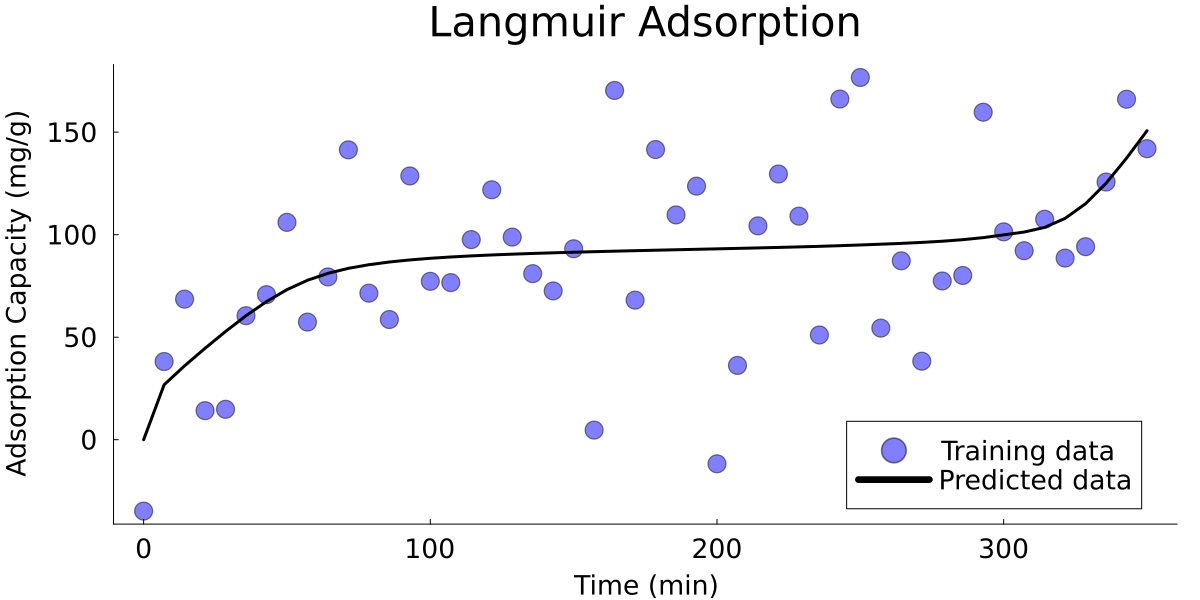 Langmuir Adsorption
Adsorption Capacity (mg/g)
150
100
50
0
0 100 200 300
Time (min)
Training data
Predicted data